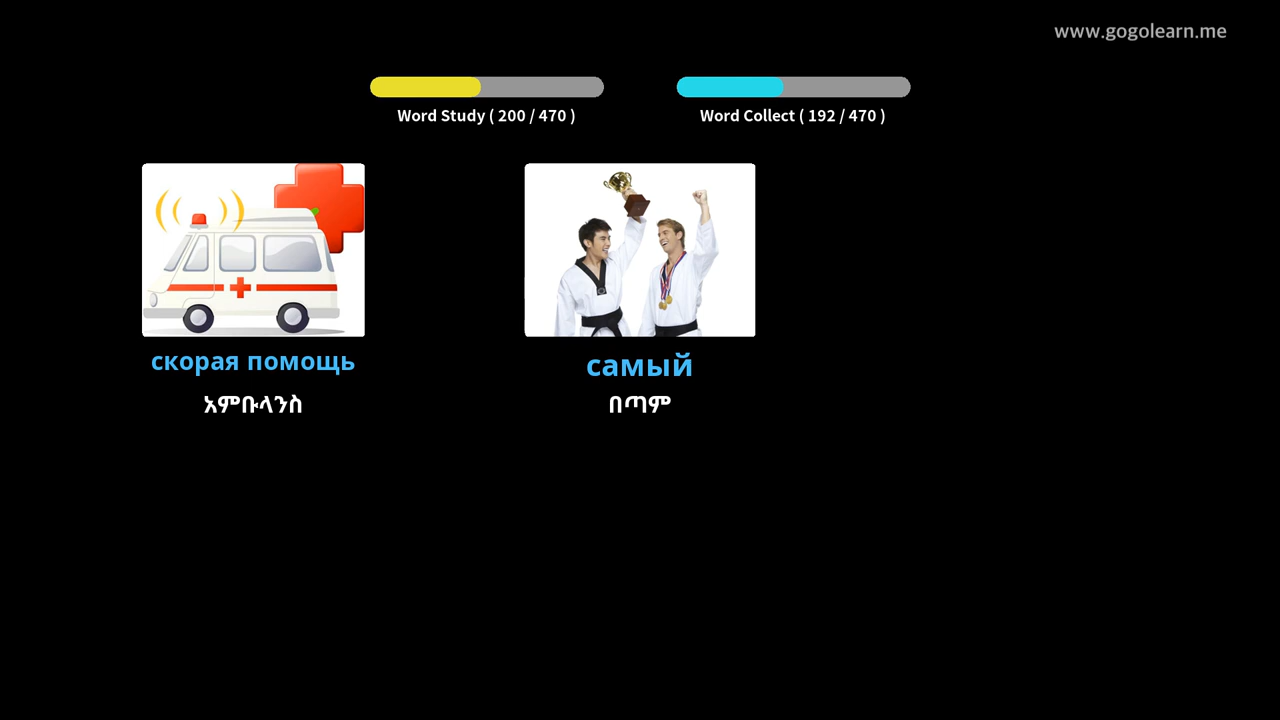 www.gogolearn.me
Word Study ( 200 / 470 )
Word Collect ( 192 / 470 )
скорая помощь
самый
አምቡላንስ
በጣም